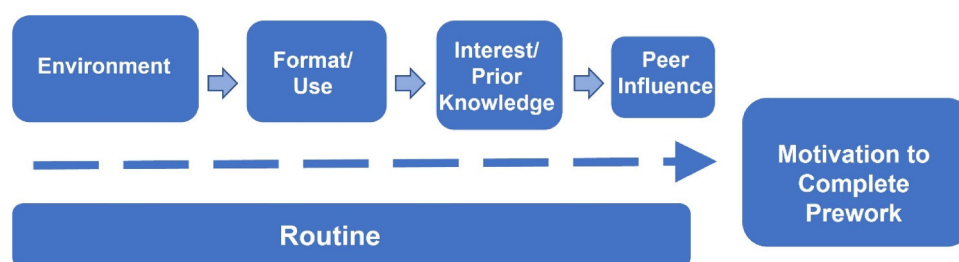 Environment
Format/
Use
Interest/
Prior
Knowledge
Peer
Influence
Motivation to
Complete
Prework
Routine